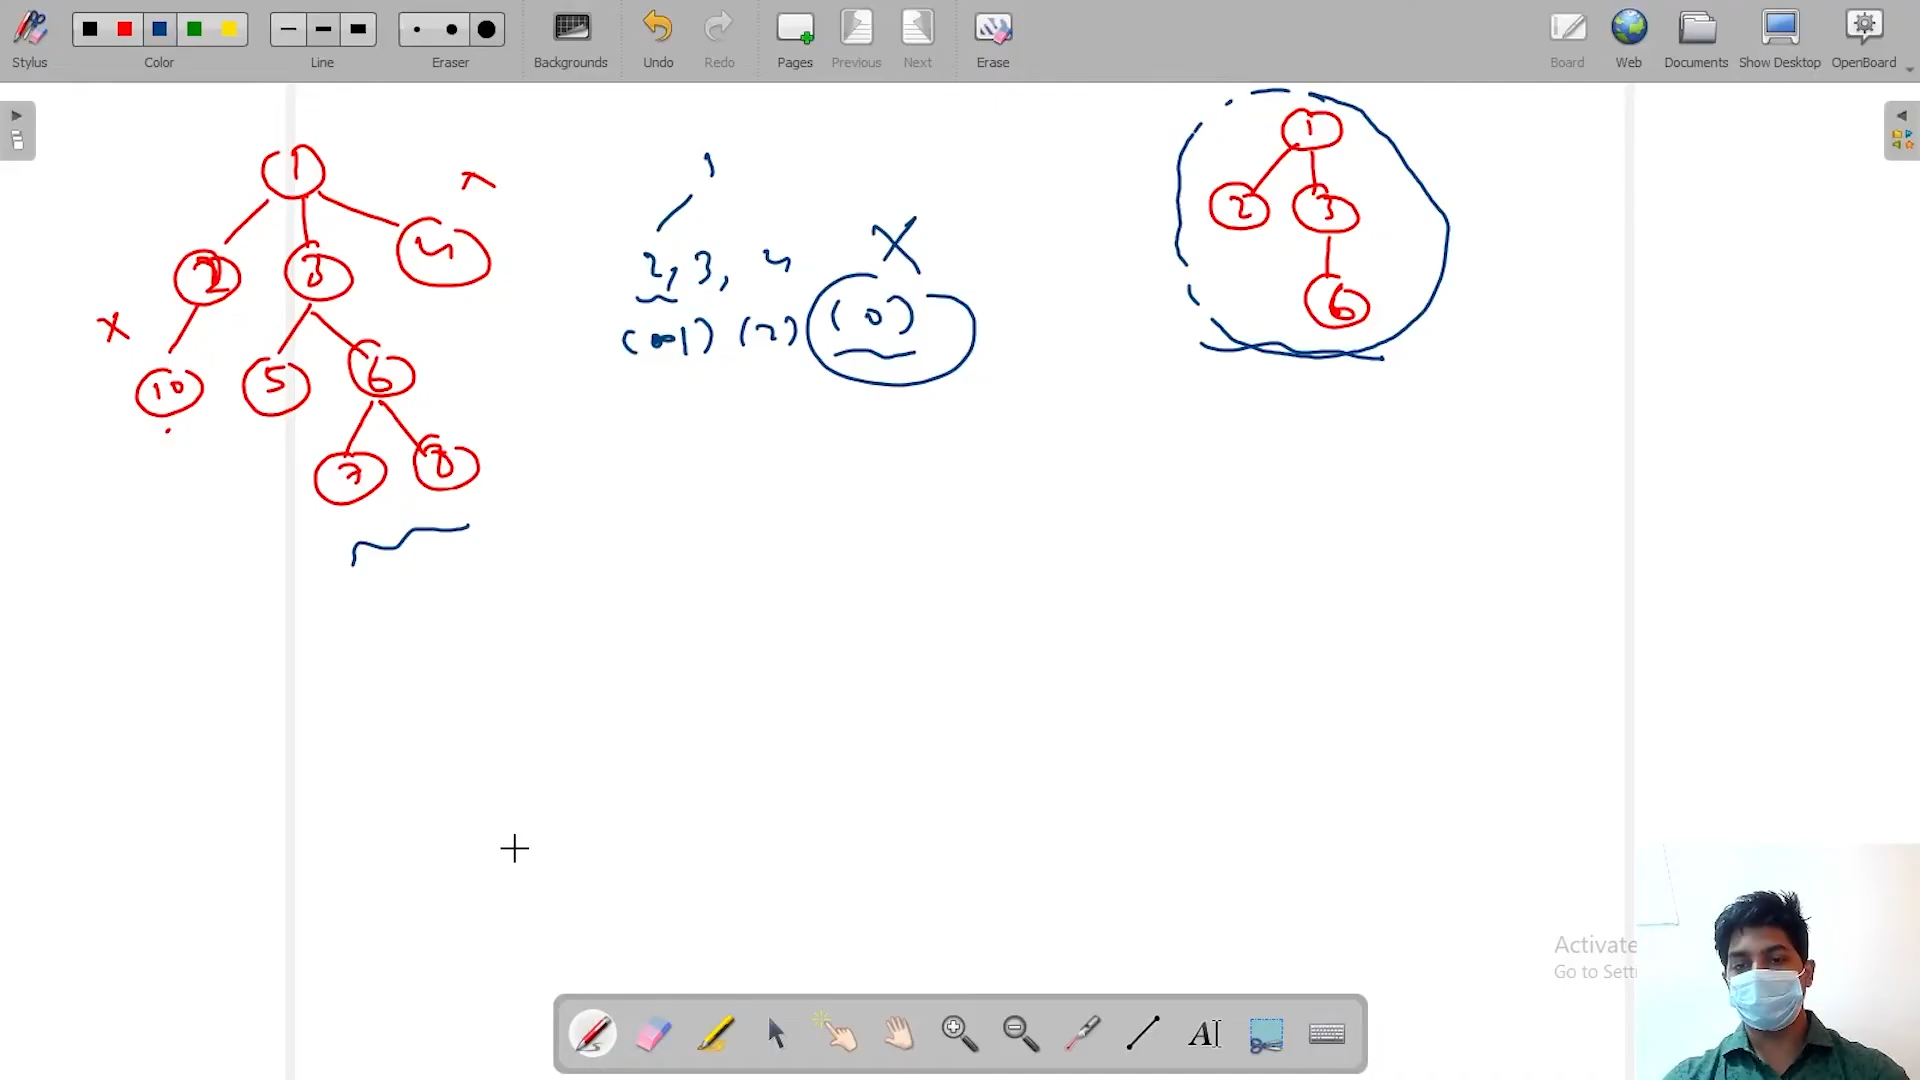 Stylus
Color
Line
Eraser
Backgrounds
Undo
Redo
Pages
Previous
Next
Erase
Board
Web
Documents
Show Desktop
OpenBoard
1
2 3 4
10 5 6
7 8
X
1
2, 3, 4
X
(1) (2) (0)
1
2 3
6
Activate
Go to Setti
AI